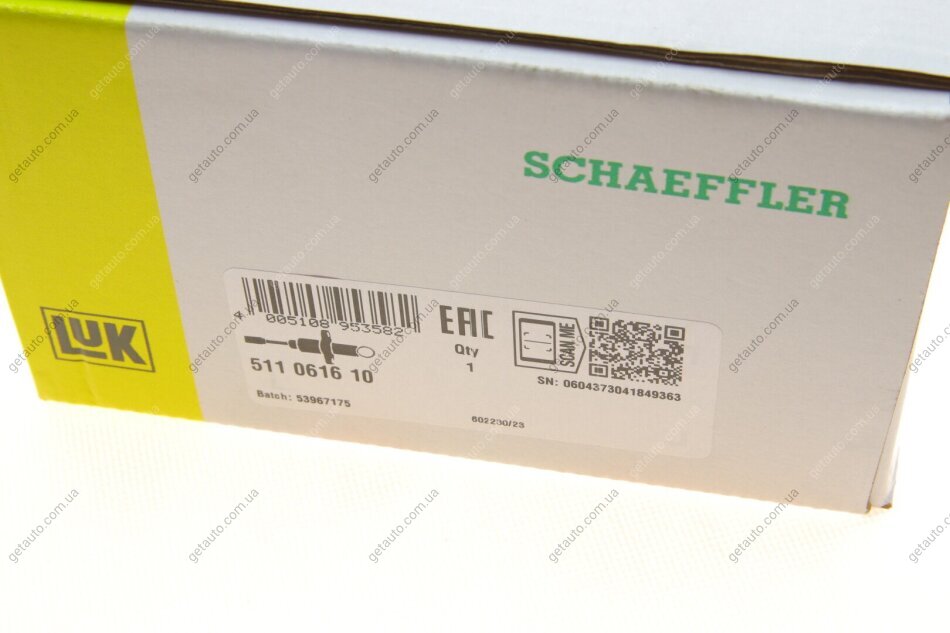 SCHAEFFLER
LUK
4 005108 953582
EAC
Qty
1
SCAN ME
511 0616 10
SN: 0604373041849363
Batch: 53967175
602230/23
getauto.com.ua